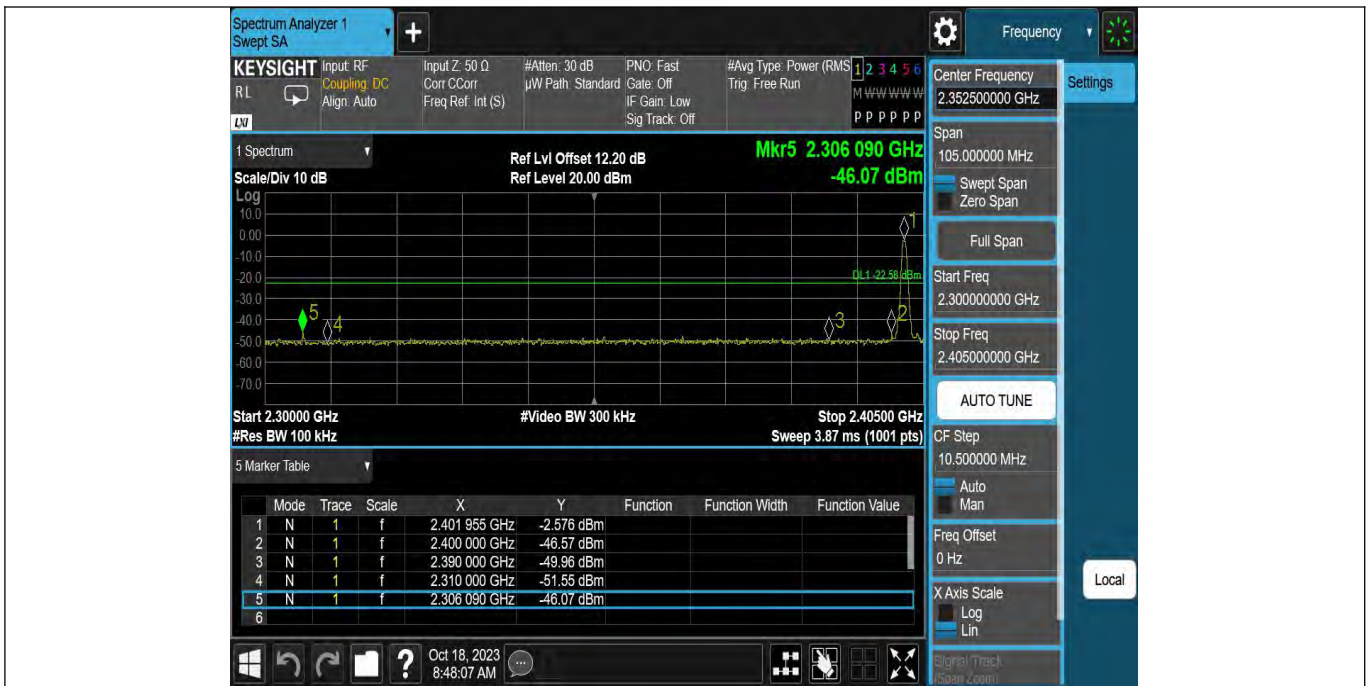 Spectrum Analyzer 1
Swept SA
+
Frequency
KEYSIGHT
RL
LXI
Input: RF
Coupling: DC
Align: Auto
Input Z: 50 Ω
Corr CCorr
Freq Ref: Int (S)
#Atten: 30 dB
µW Path: Standard
PNO: Fast
Gate: Off
IF Gain: Low
Sig Track: Off
#Avg Type: Power (RMS
Trig: Free Run
1 2 3 4 5 6
M W W W W W
P P P P P P
1 Spectrum
Scale/Div 10 dB
Ref Lvl Offset 12.20 dB
Ref Level 20.00 dBm
Mkr5 2.306 090 GHz
-46.07 dBm
Log
10.0
0.00
-10.0
-20.0
-30.0
-40.0
-50.0
-60.0
-70.0
1
DL1 -22.58 dBm
5
4
3
2
Start 2.30000 GHz
#Video BW 300 kHz
Stop 2.40500 GHz
#Res BW 100 kHz
Sweep 3.87 ms (1001 pts)
5 Marker Table
Mode Trace Scale X Y Function Function Width Function Value
1 N 1 f 2.401 955 GHz -2.576 dBm
2 N 1 f 2.400 000 GHz -46.57 dBm
3 N 1 f 2.390 000 GHz -49.96 dBm
4 N 1 f 2.310 000 GHz -51.55 dBm
5 N 1 f 2.306 090 GHz -46.07 dBm
6
?
Oct 18, 2023
8:48:07 AM
Center Frequency
2.352500000 GHz
Settings
Span
105.000000 MHz
Swept Span
Zero Span
Full Span
Start Freq
2.300000000 GHz
Stop Freq
2.405000000 GHz
AUTO TUNE
CF Step
10.500000 MHz
Auto
Man
Freq Offset
0 Hz
X Axis Scale
Log
Lin
Local
Signal Track
(Span Zoom)